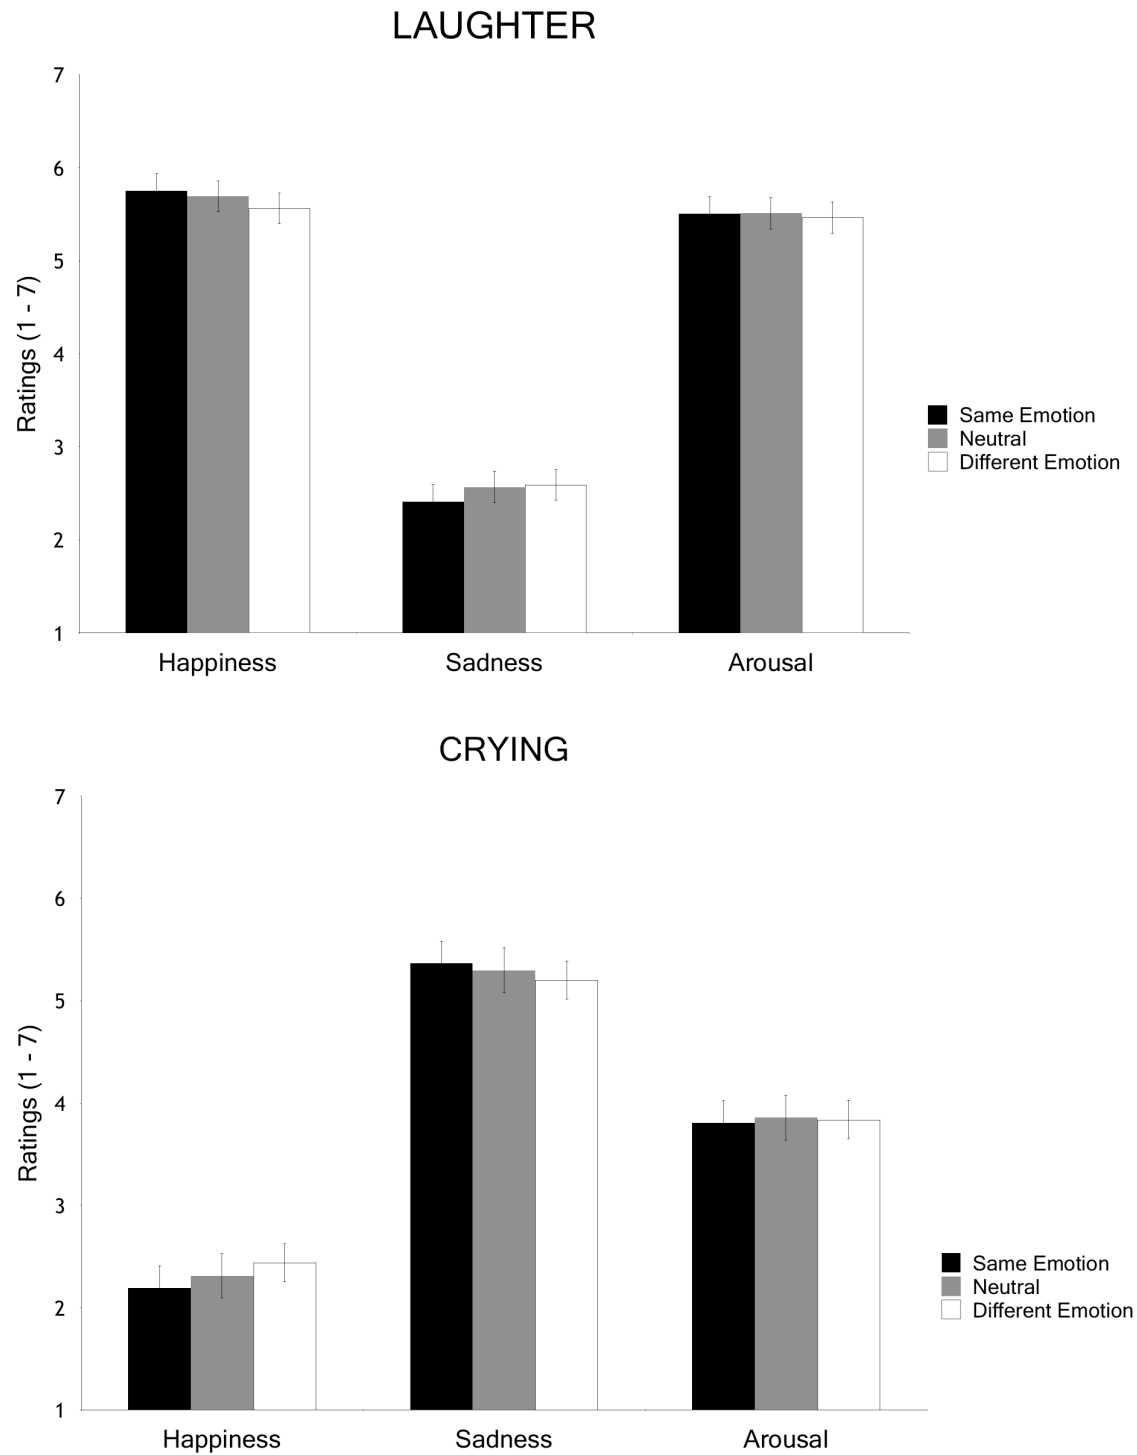 LAUGHTER
7
6
5
4
3
2
1
Ratings (1 - 7)
Happiness Sadness Arousal
Same Emotion
Neutral
Different Emotion
CRYING
7
6
5
4
3
2
1
Ratings (1 - 7)
Happiness Sadness Arousal
Same Emotion
Neutral
Different Emotion